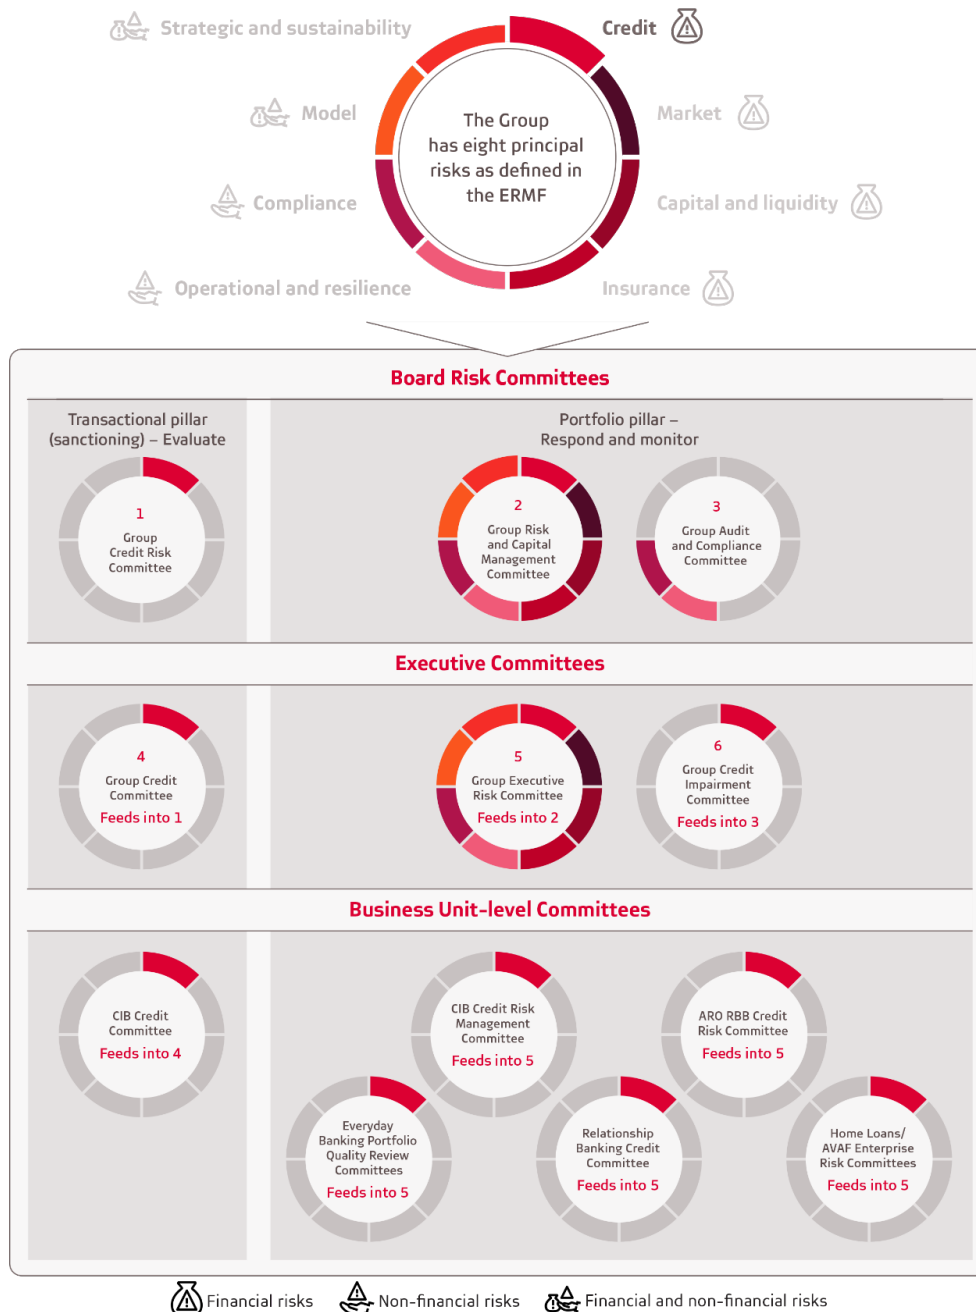 Strategic and sustainability
Credit
Model
Market
The Group
has eight principal
risks as defined in
the ERMF
Compliance
Capital and liquidity
Operational and resilience
Insurance
Board Risk Committees
Transactional pillar
(sanctioning) – Evaluate
Portfolio pillar –
Respond and monitor
1
Group
Credit Risk
Committee
2
Group Risk
and Capital
Management
Committee
3
Group Audit
and Compliance
Committee
Executive Committees
4
Group Credit
Committee
Feeds into 1
5
Group Executive
Risk Committee
Feeds into 2
6
Group Credit
Impairment
Committee
Feeds into 3
Business Unit-level Committees
CIB Credit
Committee
Feeds into 4
CIB Credit Risk
Management
Committee
Feeds into 5
ARO RBB Credit
Risk Committee
Feeds into 5
Everyday
Banking Portfolio
Quality Review
Committees
Feeds into 5
Relationship
Banking Credit
Committee
Feeds into 5
Home Loans/
AVAF Enterprise
Risk Committees
Feeds into 5
Financial risks
Non-financial risks
Financial and non-financial risks